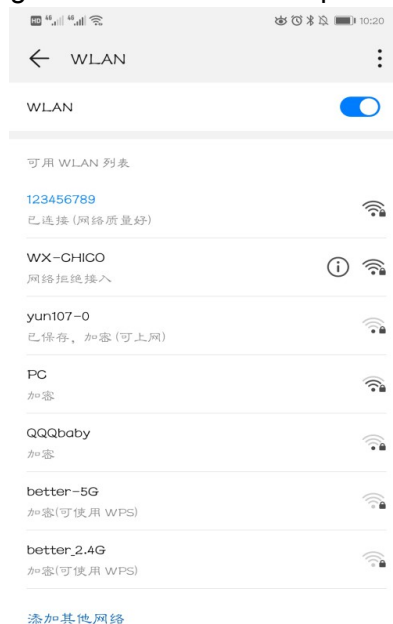 HD 46 46 10:20
WLAN
WLAN
可用 WLAN 列表
123456789
已连接 (网络质量好)
WX-CHICO
网络拒绝接入
yun107-0
已保存，加密 (可上网)
PC
加密
QQQbaby
加密
better-5G
加密(可使用 WPS)
better_2.4G
加密(可使用 WPS)
添加其他网络